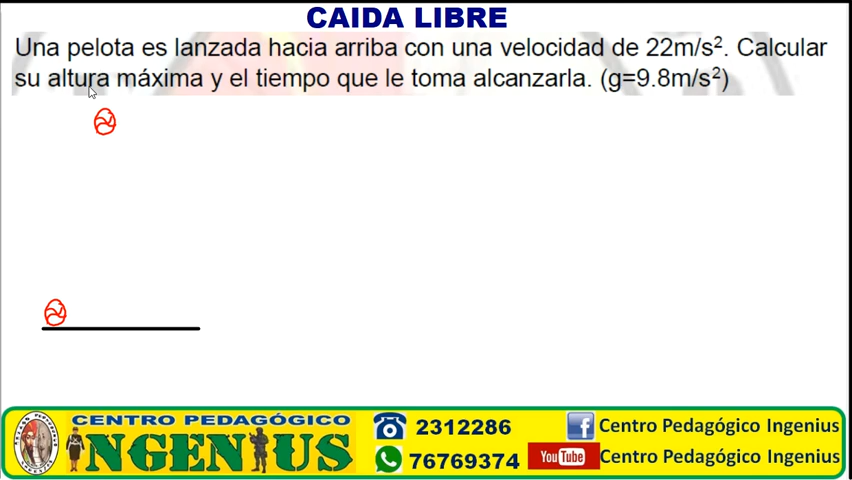 CAIDA LIBRE
Una pelota es lanzada hacia arriba con una velocidad de 22m/s². Calcular
su altura máxima y el tiempo que le toma alcanzarla. (g=9.8m/s²)
CENTRO PEDAGÓGICO
INGENIUS
2312286
76769374
Centro Pedagógico Ingenius
YouTube Centro Pedagógico Ingenius